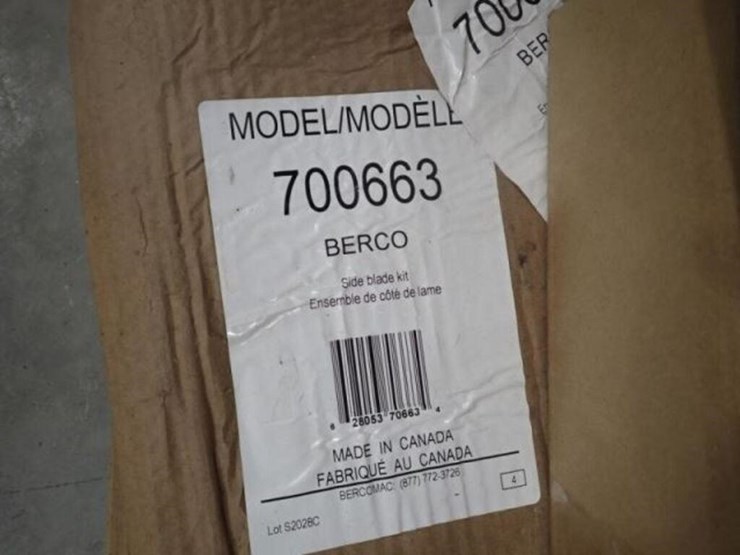 MODEL/MODÈLE
700663
BERCO
Side blade kit
Ensemble de côté de lame
6 28053 70663 4
MADE IN CANADA
FABRIQUÉ AU CANADA
BERCOMAC: (877) 772-3726
4
Lot S2028C
700
BER